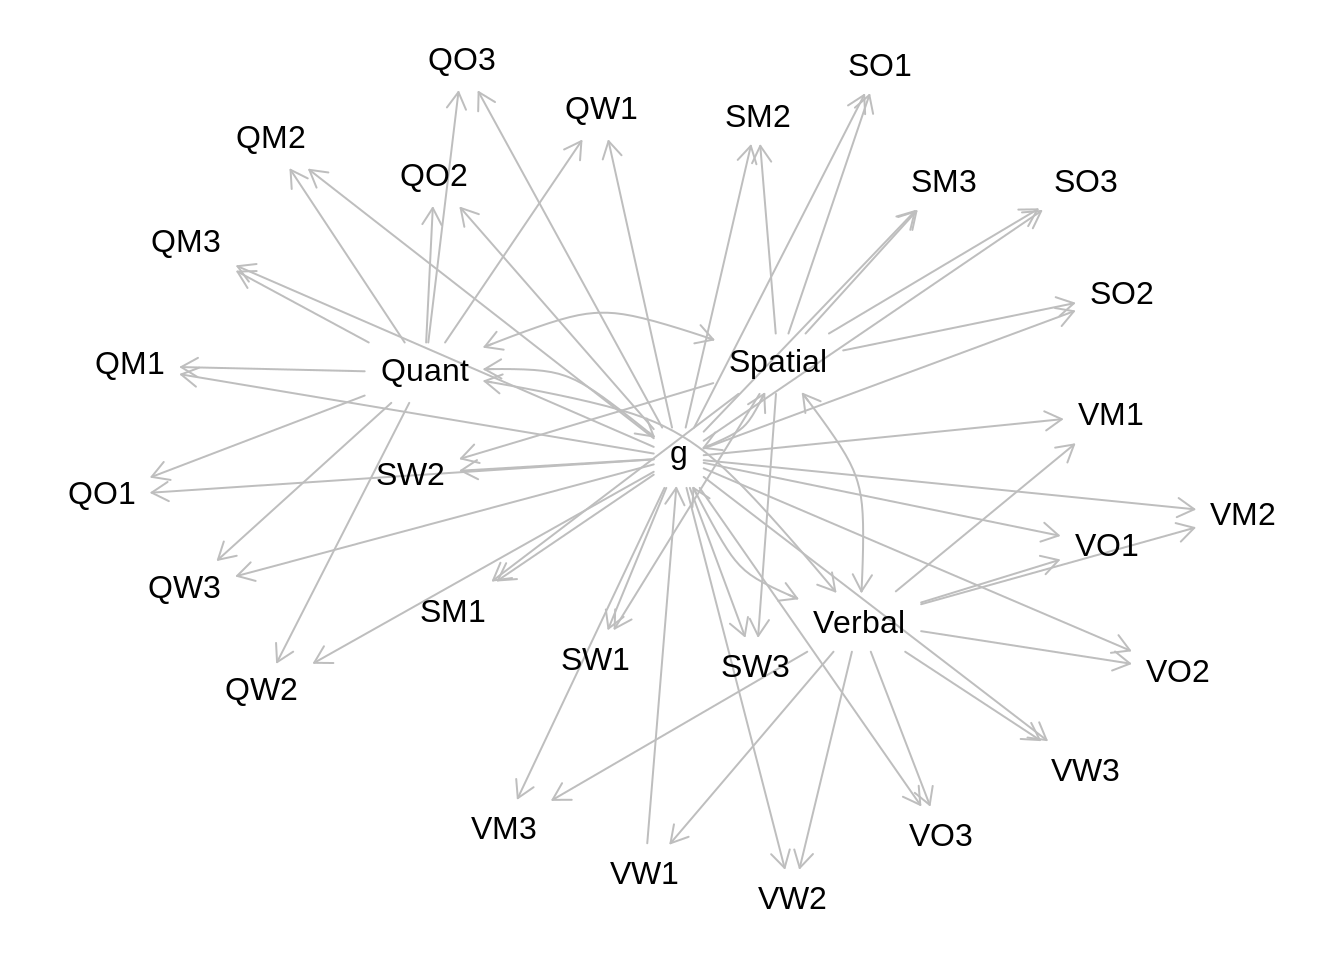 QO3
SO1
QW1
SM2
QM2
QO2
SM3
SO3
QM3
SO2
Spatial
QM1
Quant
VM1
g
SW2
QO1
VM2
VO1
QW3
SM1
Verbal
SW1
SW3
VO2
QW2
VW3
VM3
VO3
VW1
VW2